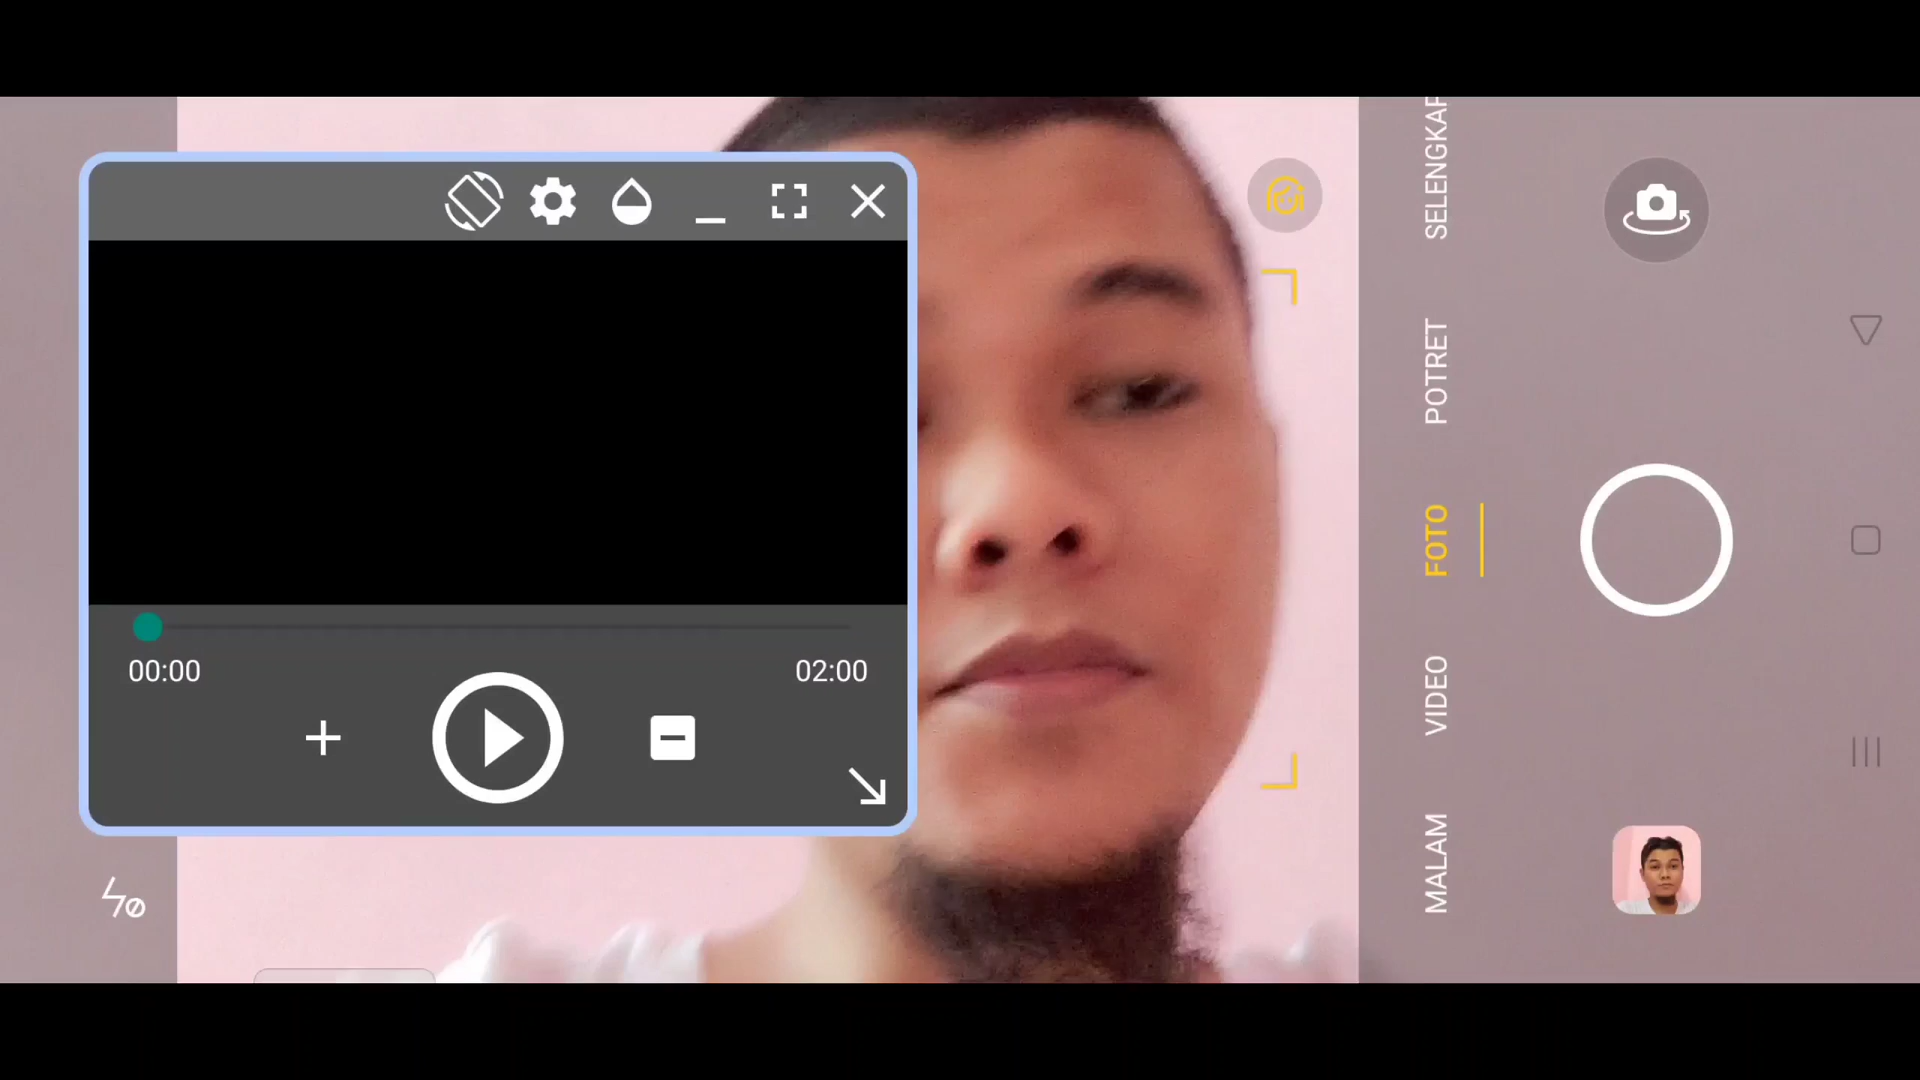 00:00
02:00
SELENGKAP
POTRET
FOTO
VIDEO
MALAM